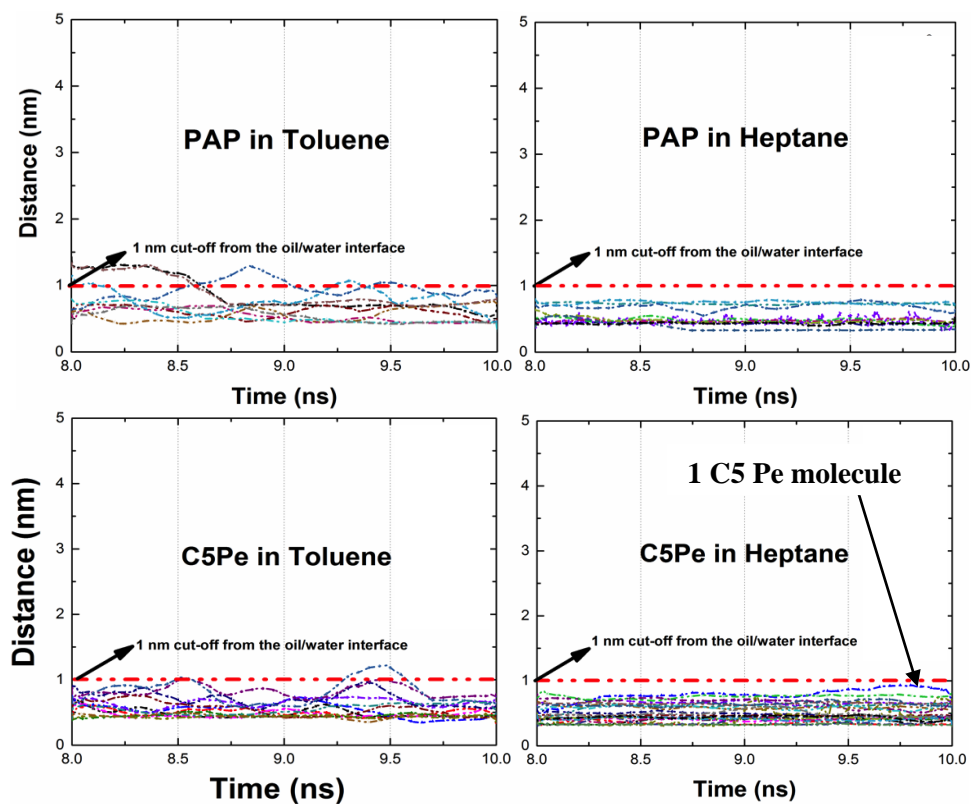 5
4
3
2
1
0
Distance (nm)
PAP in Toluene
1 nm cut-off from the oil/water interface
8.0 8.5 9.0 9.5 10.0
Time (ns)
5
4
3
2
1
0
PAP in Heptane
1 nm cut-off from the oil/water interface
8.0 8.5 9.0 9.5 10.0
Time (ns)
5
4
3
2
1
0
Distance (nm)
C5Pe in Toluene
1 nm cut-off from the oil/water interface
8.0 8.5 9.0 9.5 10.0
Time (ns)
5
4
3
2
1
0
1 C5 Pe molecule
C5Pe in Heptane
1 nm cut-off from the oil/water interface
8.0 8.5 9.0 9.5 10.0
Time (ns)